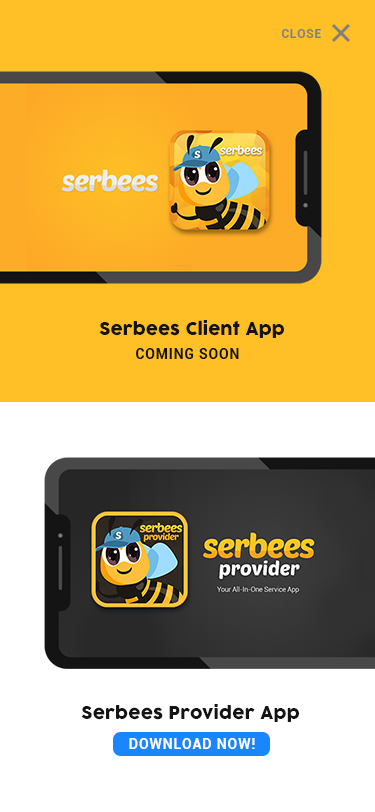 CLOSE
serbees
S
serbees
Serbees Client App
COMING SOON
S
serbees
provider
serbees
provider
Your All-In-One Service App
Serbees Provider App
DOWNLOAD NOW!